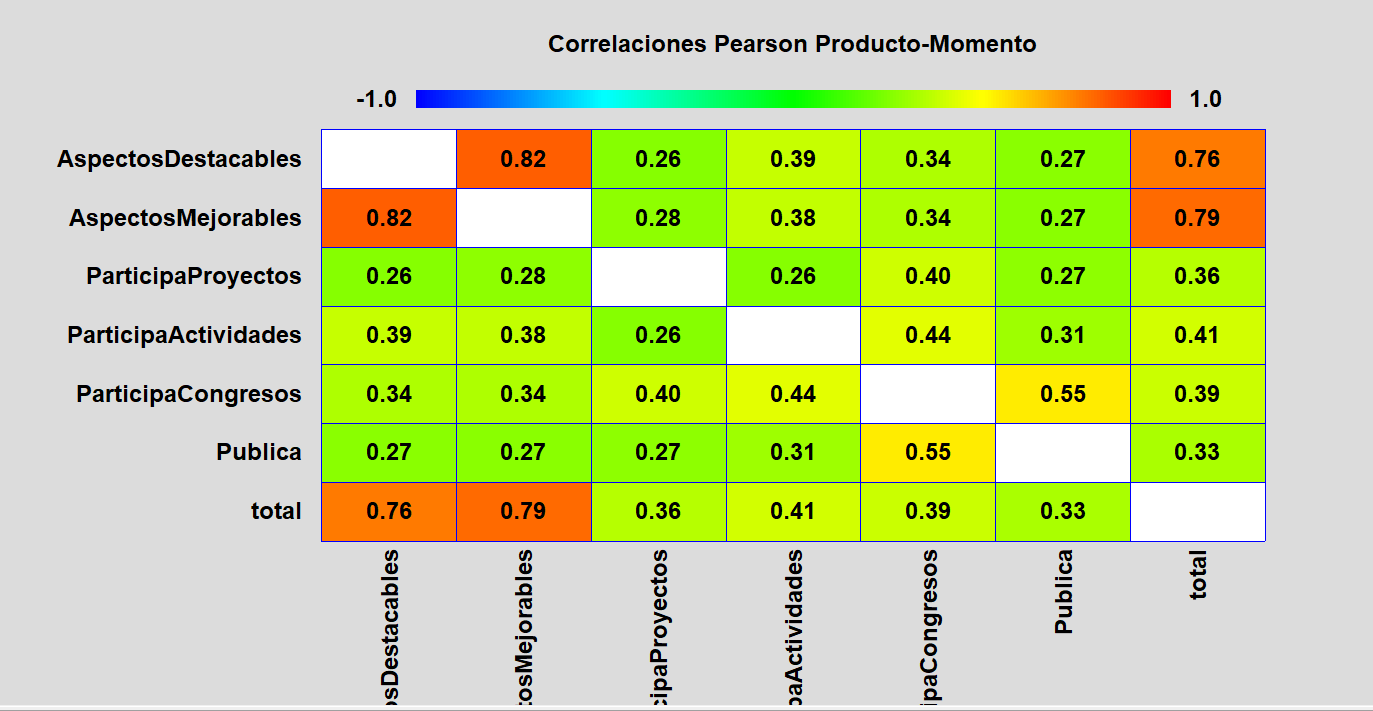 Correlaciones Pearson Producto-Momento
-1.0 1.0
AspectosDestacables 0.82 0.26 0.39 0.34 0.27 0.76
AspectosMejorables 0.82 0.28 0.38 0.34 0.27 0.79
ParticipaProyectos 0.26 0.28 0.26 0.40 0.27 0.36
ParticipaActividades 0.39 0.38 0.26 0.44 0.31 0.41
ParticipaCongresos 0.34 0.34 0.40 0.44 0.55 0.39
Publica 0.27 0.27 0.27 0.31 0.55 0.33
total 0.76 0.79 0.36 0.41 0.39 0.33
osDestacables
tosMejorables
cipaProyectos
paActividades
ipaCongresos
Publica
total